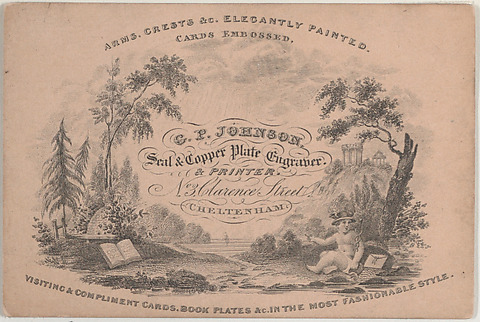 ARMS, CRESTS &c. ELEGANTLY PAINTED.
CARDS EMBOSSED.
G. P. JOHNSON,
Seal & Copper Plate Engraver,
& PRINTER.
No. 3, Clarence Street,
CHELTENHAM.
VISITING & COMPLIMENT CARDS, BOOK PLATES &c. IN THE MOST FASHIONABLE STYLE.